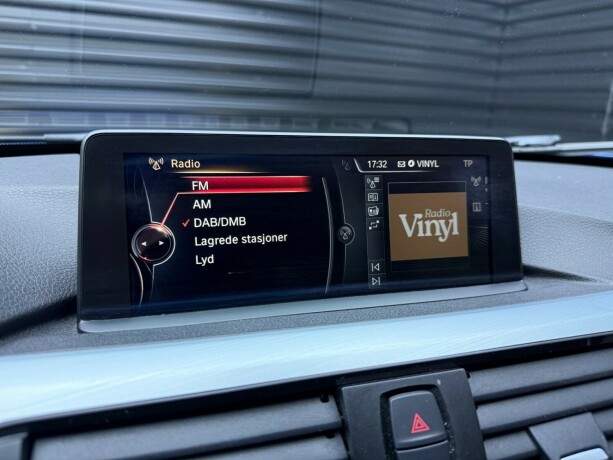 Radio
17:32 VINYL TP
FM
AM
DAB/DMB
Lagrede stasjoner
Lyd
Radio
Vinyl